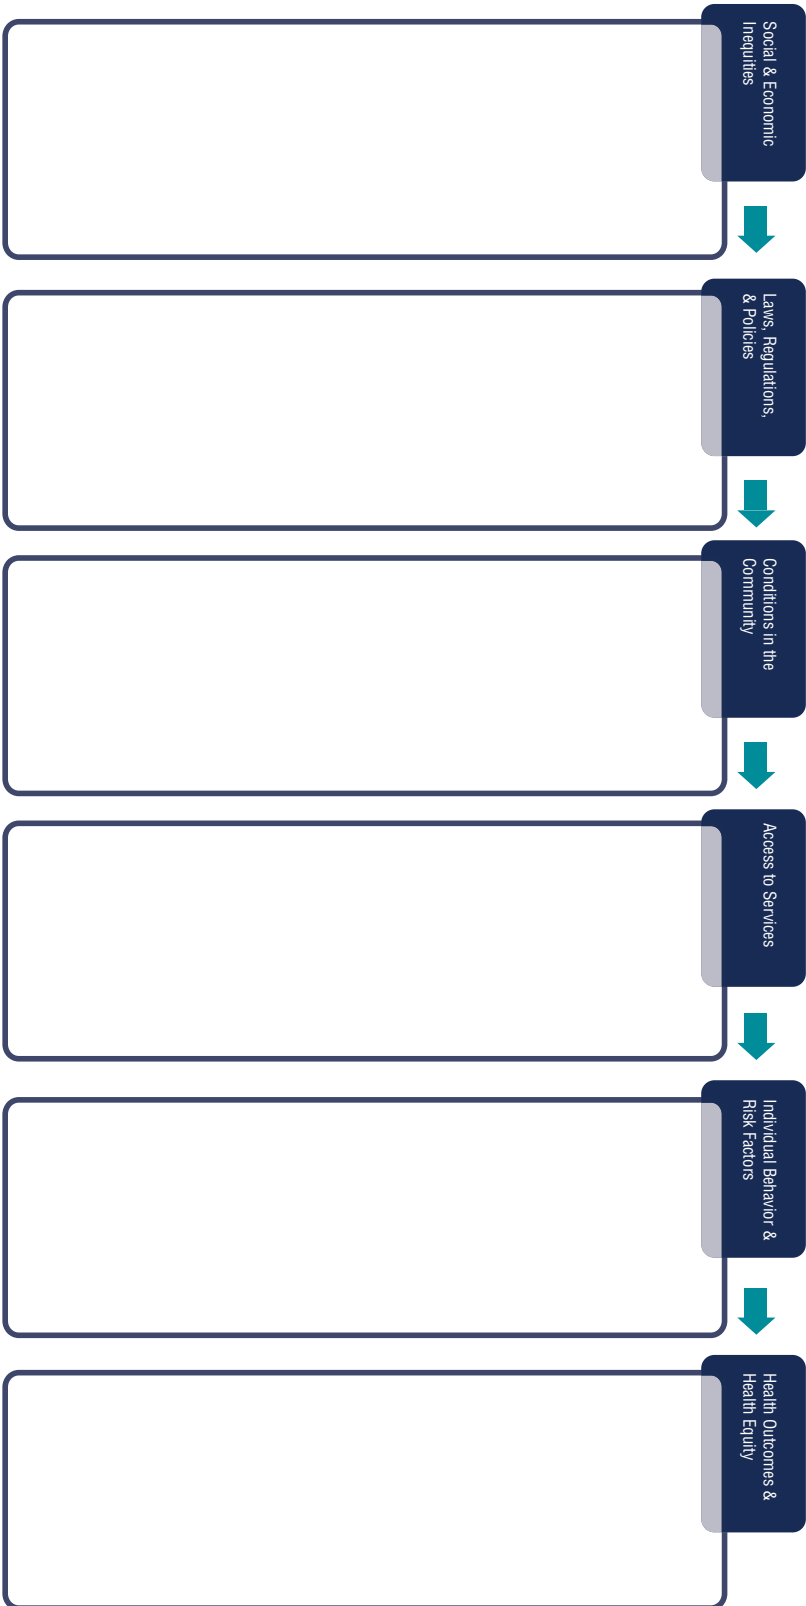 Social & Economic
Inequities
Laws, Regulations,
& Policies
Conditions in the
Community
Access to Services
Individual Behavior &
Risk Factors
Health Outcomes &
Health Equity